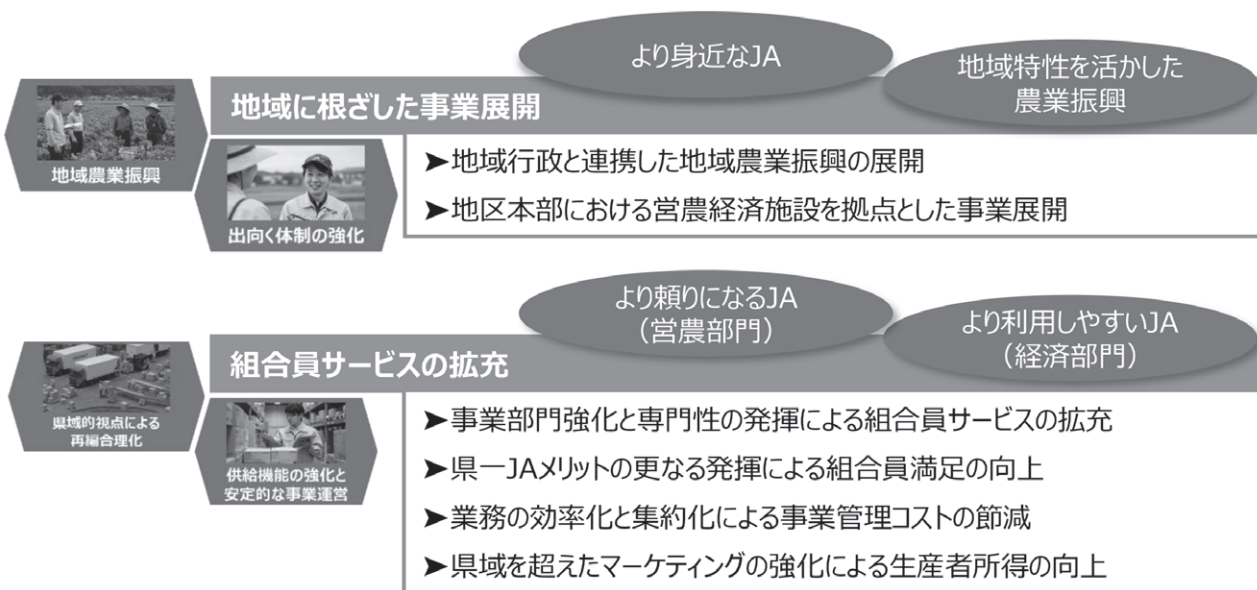 より身近なJA
地域特性を活かした
農業振興
地域に根ざした事業展開
地域農業振興
出向く体制の強化
➤地域行政と連携した地域農業振興の展開
➤地区本部における営農経済施設を拠点とした事業展開
より頼りになるJA
（営農部門）
より利用しやすいJA
（経済部門）
組合員サービスの拡充
県域的視点による
再編合理化
供給機能の強化と
安定的な事業運営
➤事業部門強化と専門性の発揮による組合員サービスの拡充
➤県一JAメリットの更なる発揮による組合員満足の向上
➤業務の効率化と集約化による事業管理コストの節減
➤県域を超えたマーケティングの強化による生産者所得の向上